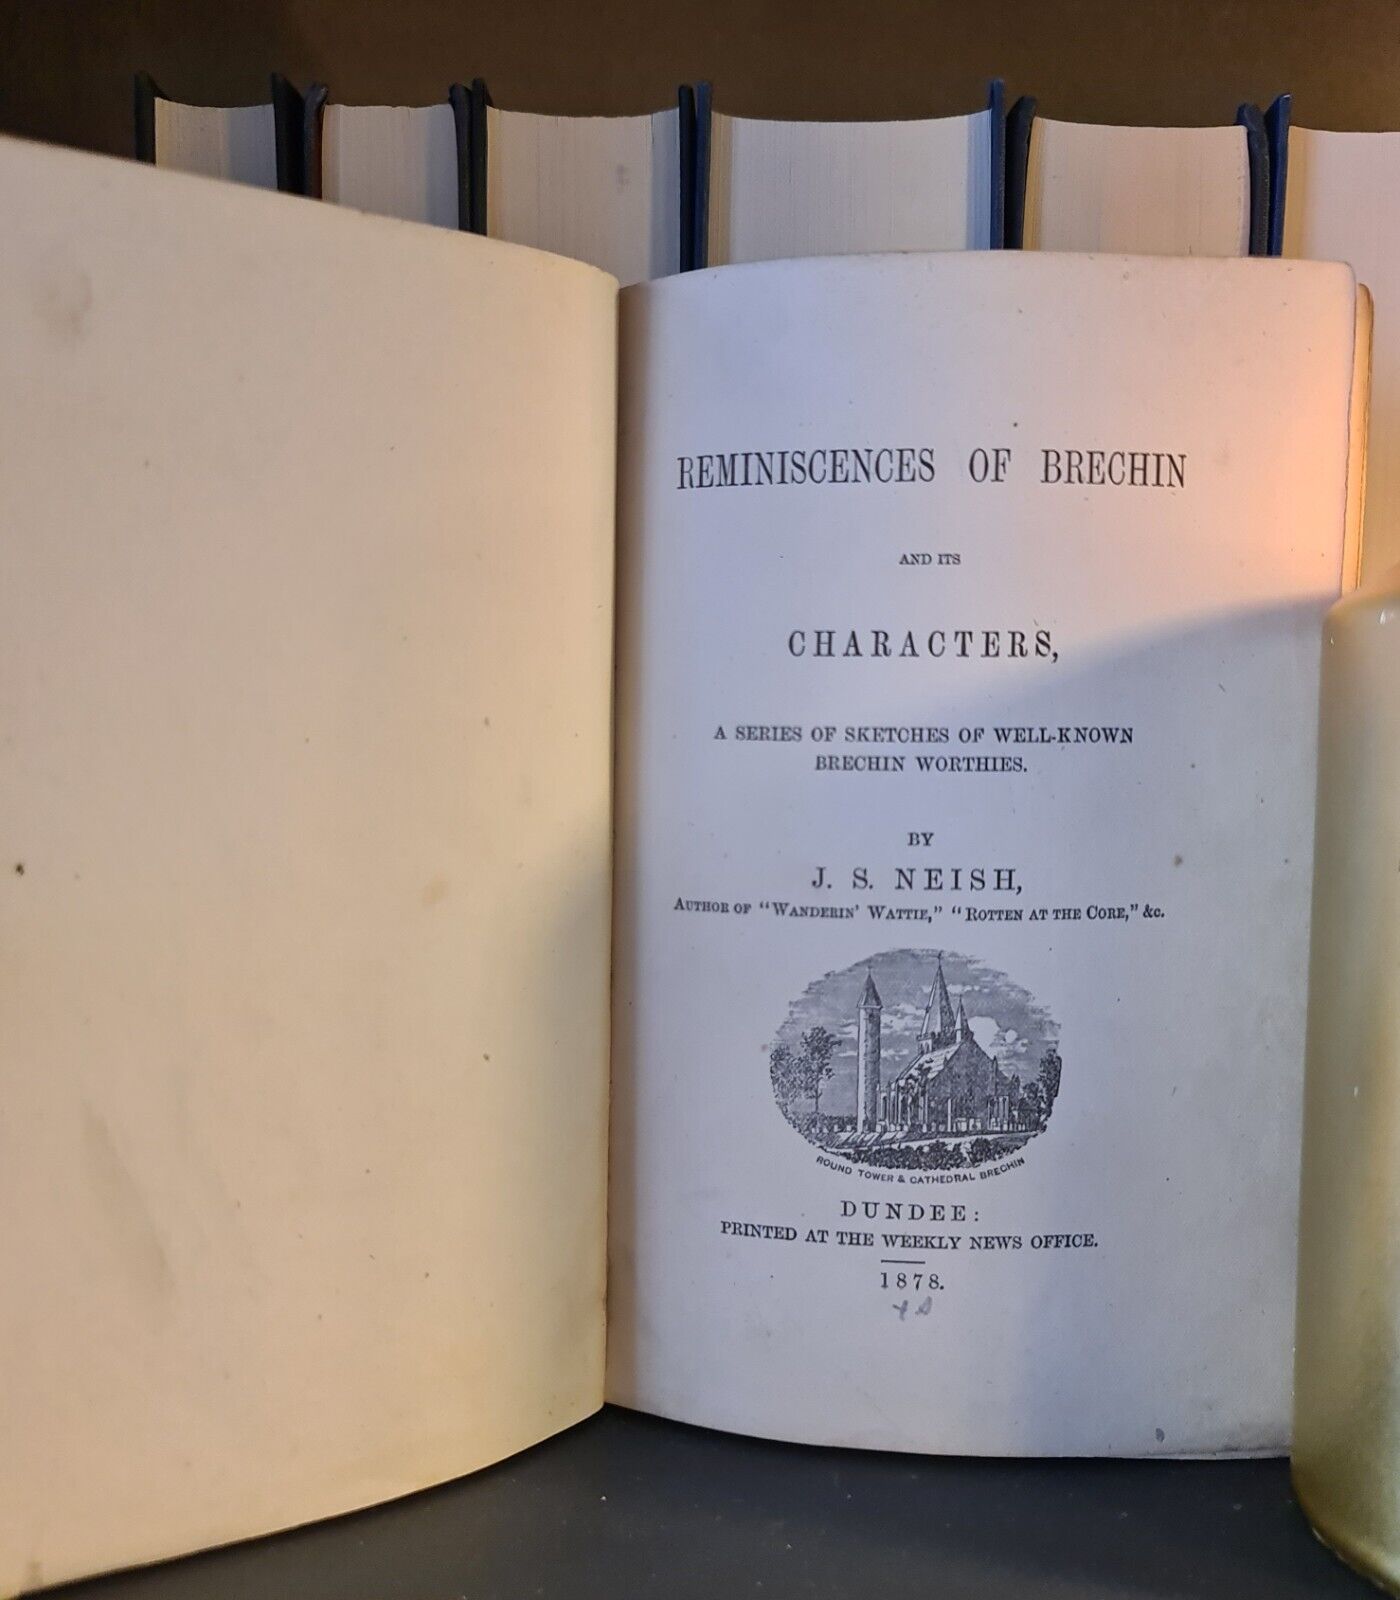 REMINISCENCES OF BRECHIN
AND ITS
CHARACTERS,
A SERIES OF SKETCHES OF WELL-KNOWN
BRECHIN WORTHIES.
BY
J. S. NEISH,
AUTHOR OF "WANDERIN' WATTIE," "ROTTEN AT THE CORE," &c.
ROUND TOWER & CATHEDRAL BRECHIN
DUNDEE:
PRINTED AT THE WEEKLY NEWS OFFICE.
1878.